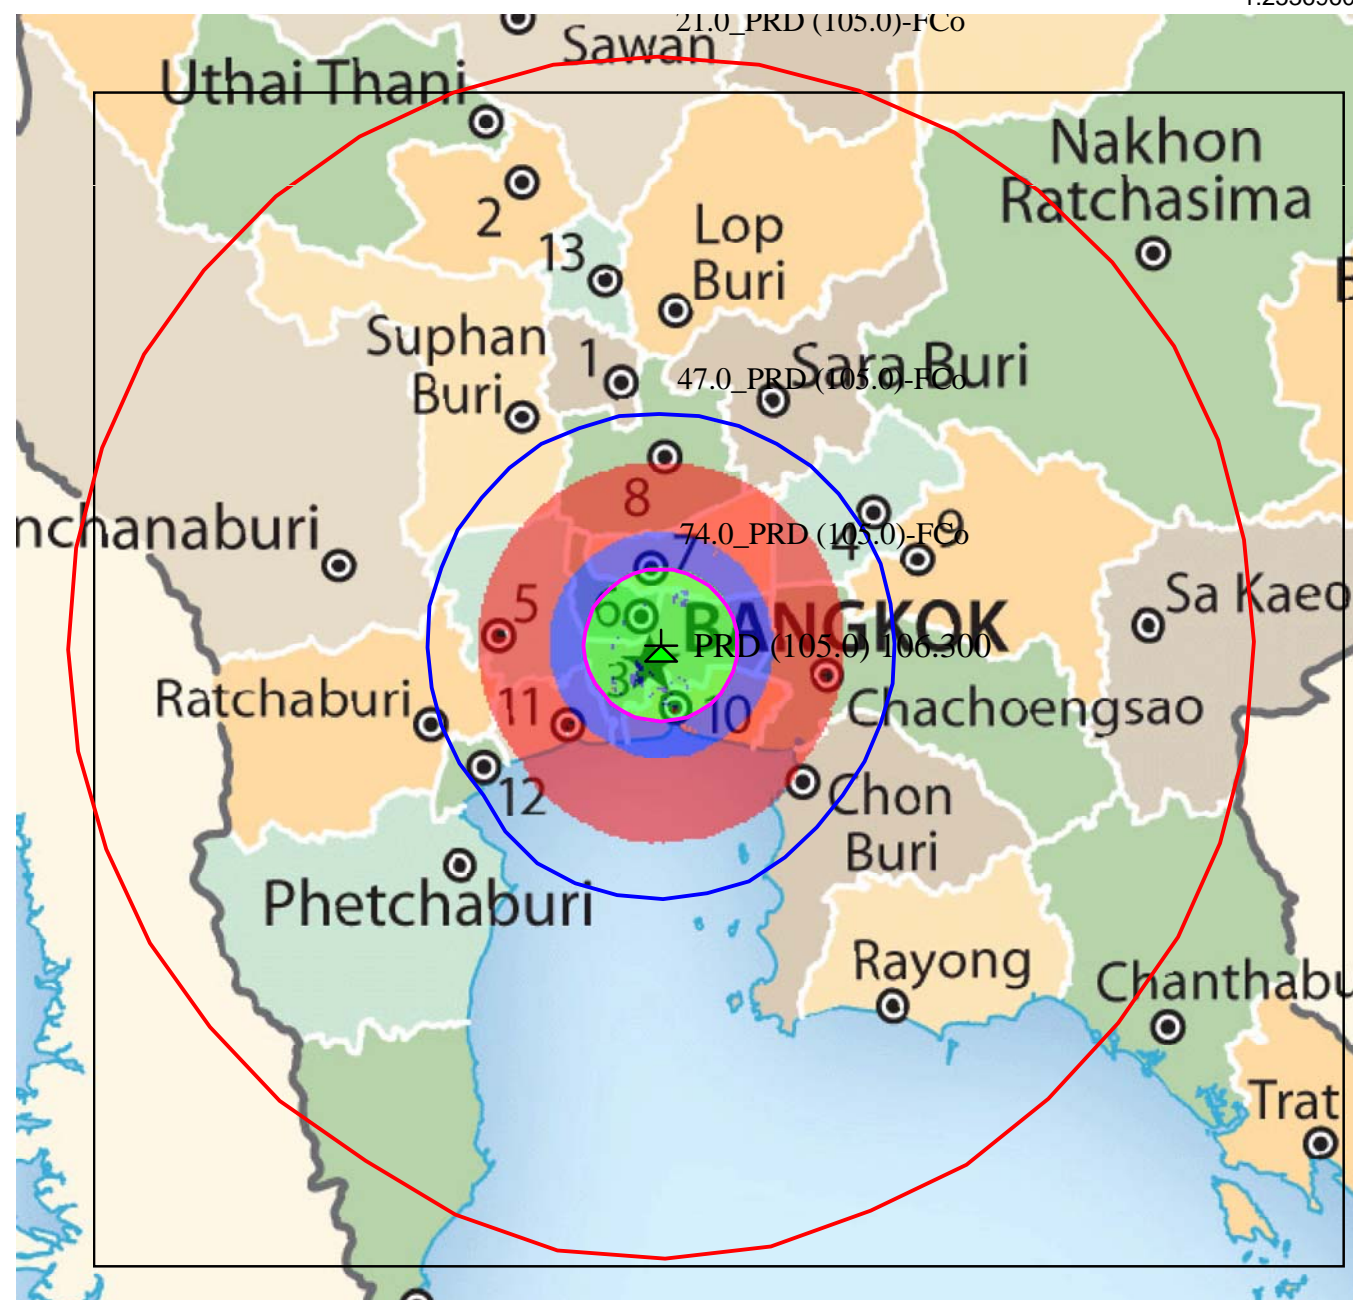 21.0_PRD (105.0)-FCo
Sawan
Uthai Thani
Nakhon
Ratchasima
2
Lop
Buri
13
Suphan
Buri
1
Sara Buri
47.0_PRD (105.0)-FCo
8
nchanaburi
74.0_PRD (105.0)-FCo
7
4
9
5
6
BANGKOK
Sa Kaeo
PRD (105.0) 106.300
3
Ratchaburi
11
10
Chachoengsao
12
Chon
Buri
Phetchaburi
Rayong
Chanthabu
Trat